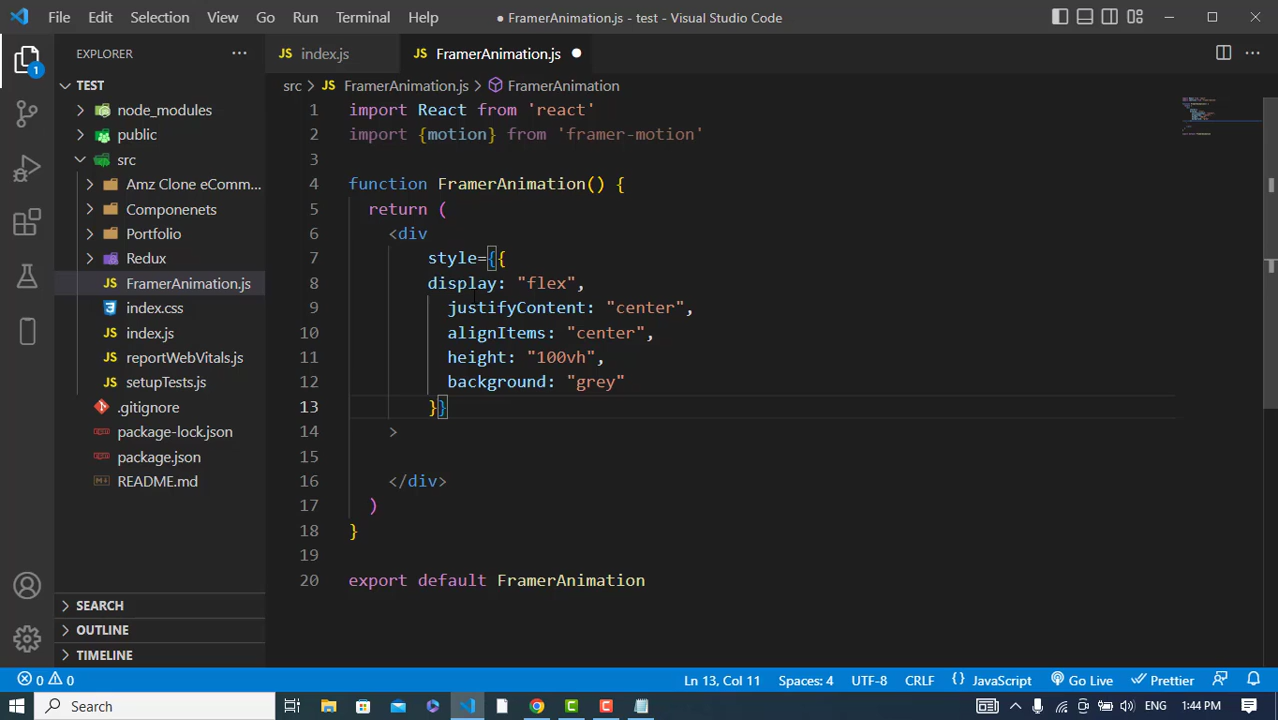 File Edit Selection View Go Run Terminal Help
● FramerAnimation.js - test - Visual Studio Code
EXPLORER
TEST
node_modules
public
src
Amz Clone eComm...
Componenets
Portfolio
Redux
JS FramerAnimation.js
index.css
JS index.js
JS reportWebVitals.js
JS setupTests.js
.gitignore
package-lock.json
package.json
README.md
SEARCH
OUTLINE
TIMELINE
1
JS index.js
JS FramerAnimation.js ●
src > JS FramerAnimation.js > FramerAnimation
1 import React from 'react'
2 import {motion} from 'framer-motion'
3
4 function FramerAnimation() {
5 return (
6 <div
7 style={{
8 display: "flex",
9 justifyContent: "center",
10 alignItems: "center",
11 height: "100vh",
12 background: "grey"
13 }}
14 >
15
16 </div>
17 )
18 }
19
20 export default FramerAnimation
0 0 Ln 13, Col 11 Spaces: 4 UTF-8 CRLF {} JavaScript Go Live Prettier
Search ENG 1:44 PM